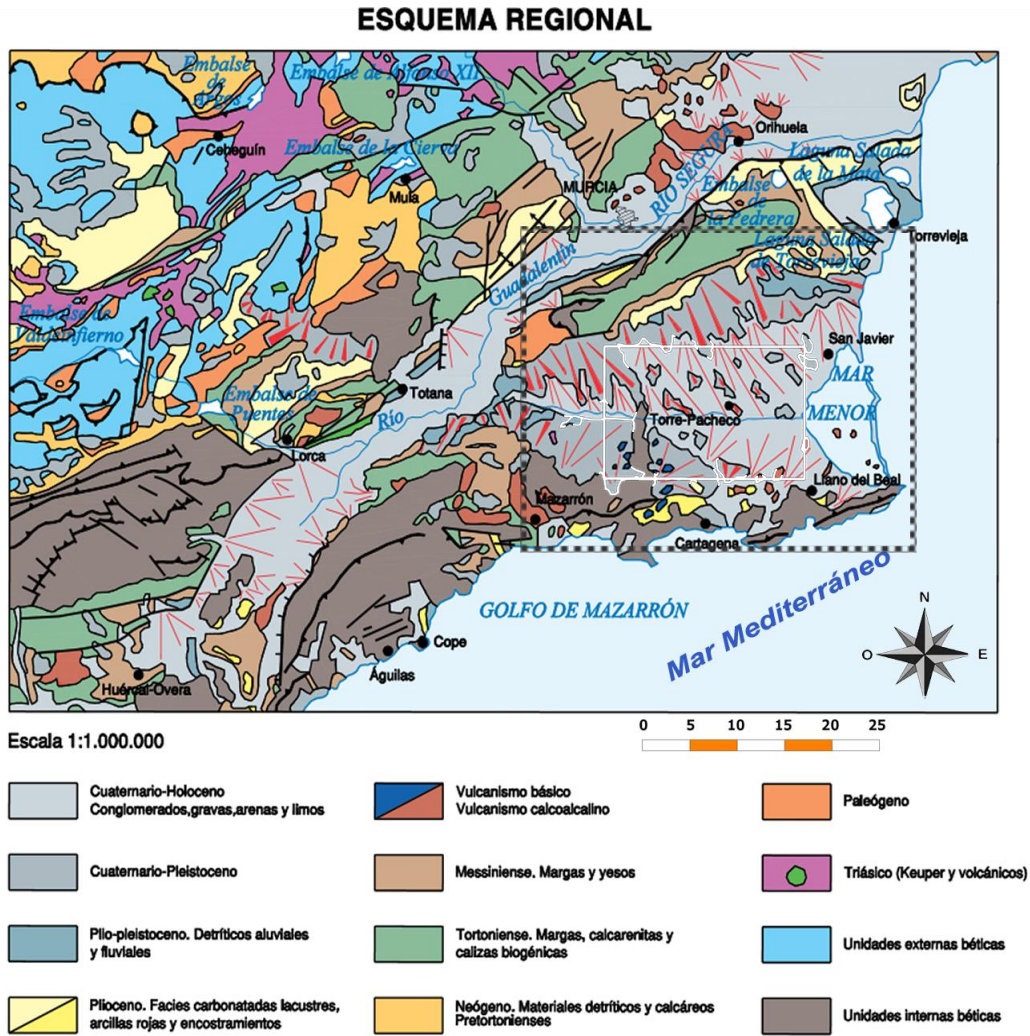 ESQUEMA REGIONAL
Embalse de Argos
Embalse de Alfonso XII
Orihuela
Ceheguín
Embalse de la Cierva
RÍO SEGURA
Laguna Salada
de la Mata
MURCIA
Mula
Embalse
de
la Pedrera
Torrevieja
Laguna Salada
de Torrevieja
Guadalentín
Embalse de
Valdeinfierno
San Javier
MAR
MENOR
Totana
Embalse de
Puentes
Río
Torre-Pacheco
Lorca
Llano del Beal
Mazarrón
Cartagena
GOLFO DE MAZARRÓN
Mar Mediterráneo
N
O
E
S
Cope
Águilas
Huércal-Overa
Escala 1:1.000.000
0 5 10 15 20 25
Cuaternario-Holoceno
Conglomerados,gravas,arenas y limos
Vulcanismo básico
Vulcanismo calcoalcalino
Paleógeno
Cuaternario-Pleistoceno
Messiniense. Margas y yesos
Triásico (Keuper y volcánicos)
Plio-pleistoceno. Detríticos aluviales
y fluviales
Tortoniense. Margas, calcarenitas y
calizas biogénicas
Unidades externas béticas
Plioceno. Facies carbonatadas lacustres,
arcillas rojas y encostramientos
Neógeno. Materiales detríticos y calcáreos
Pretortonienses
Unidades internas béticas